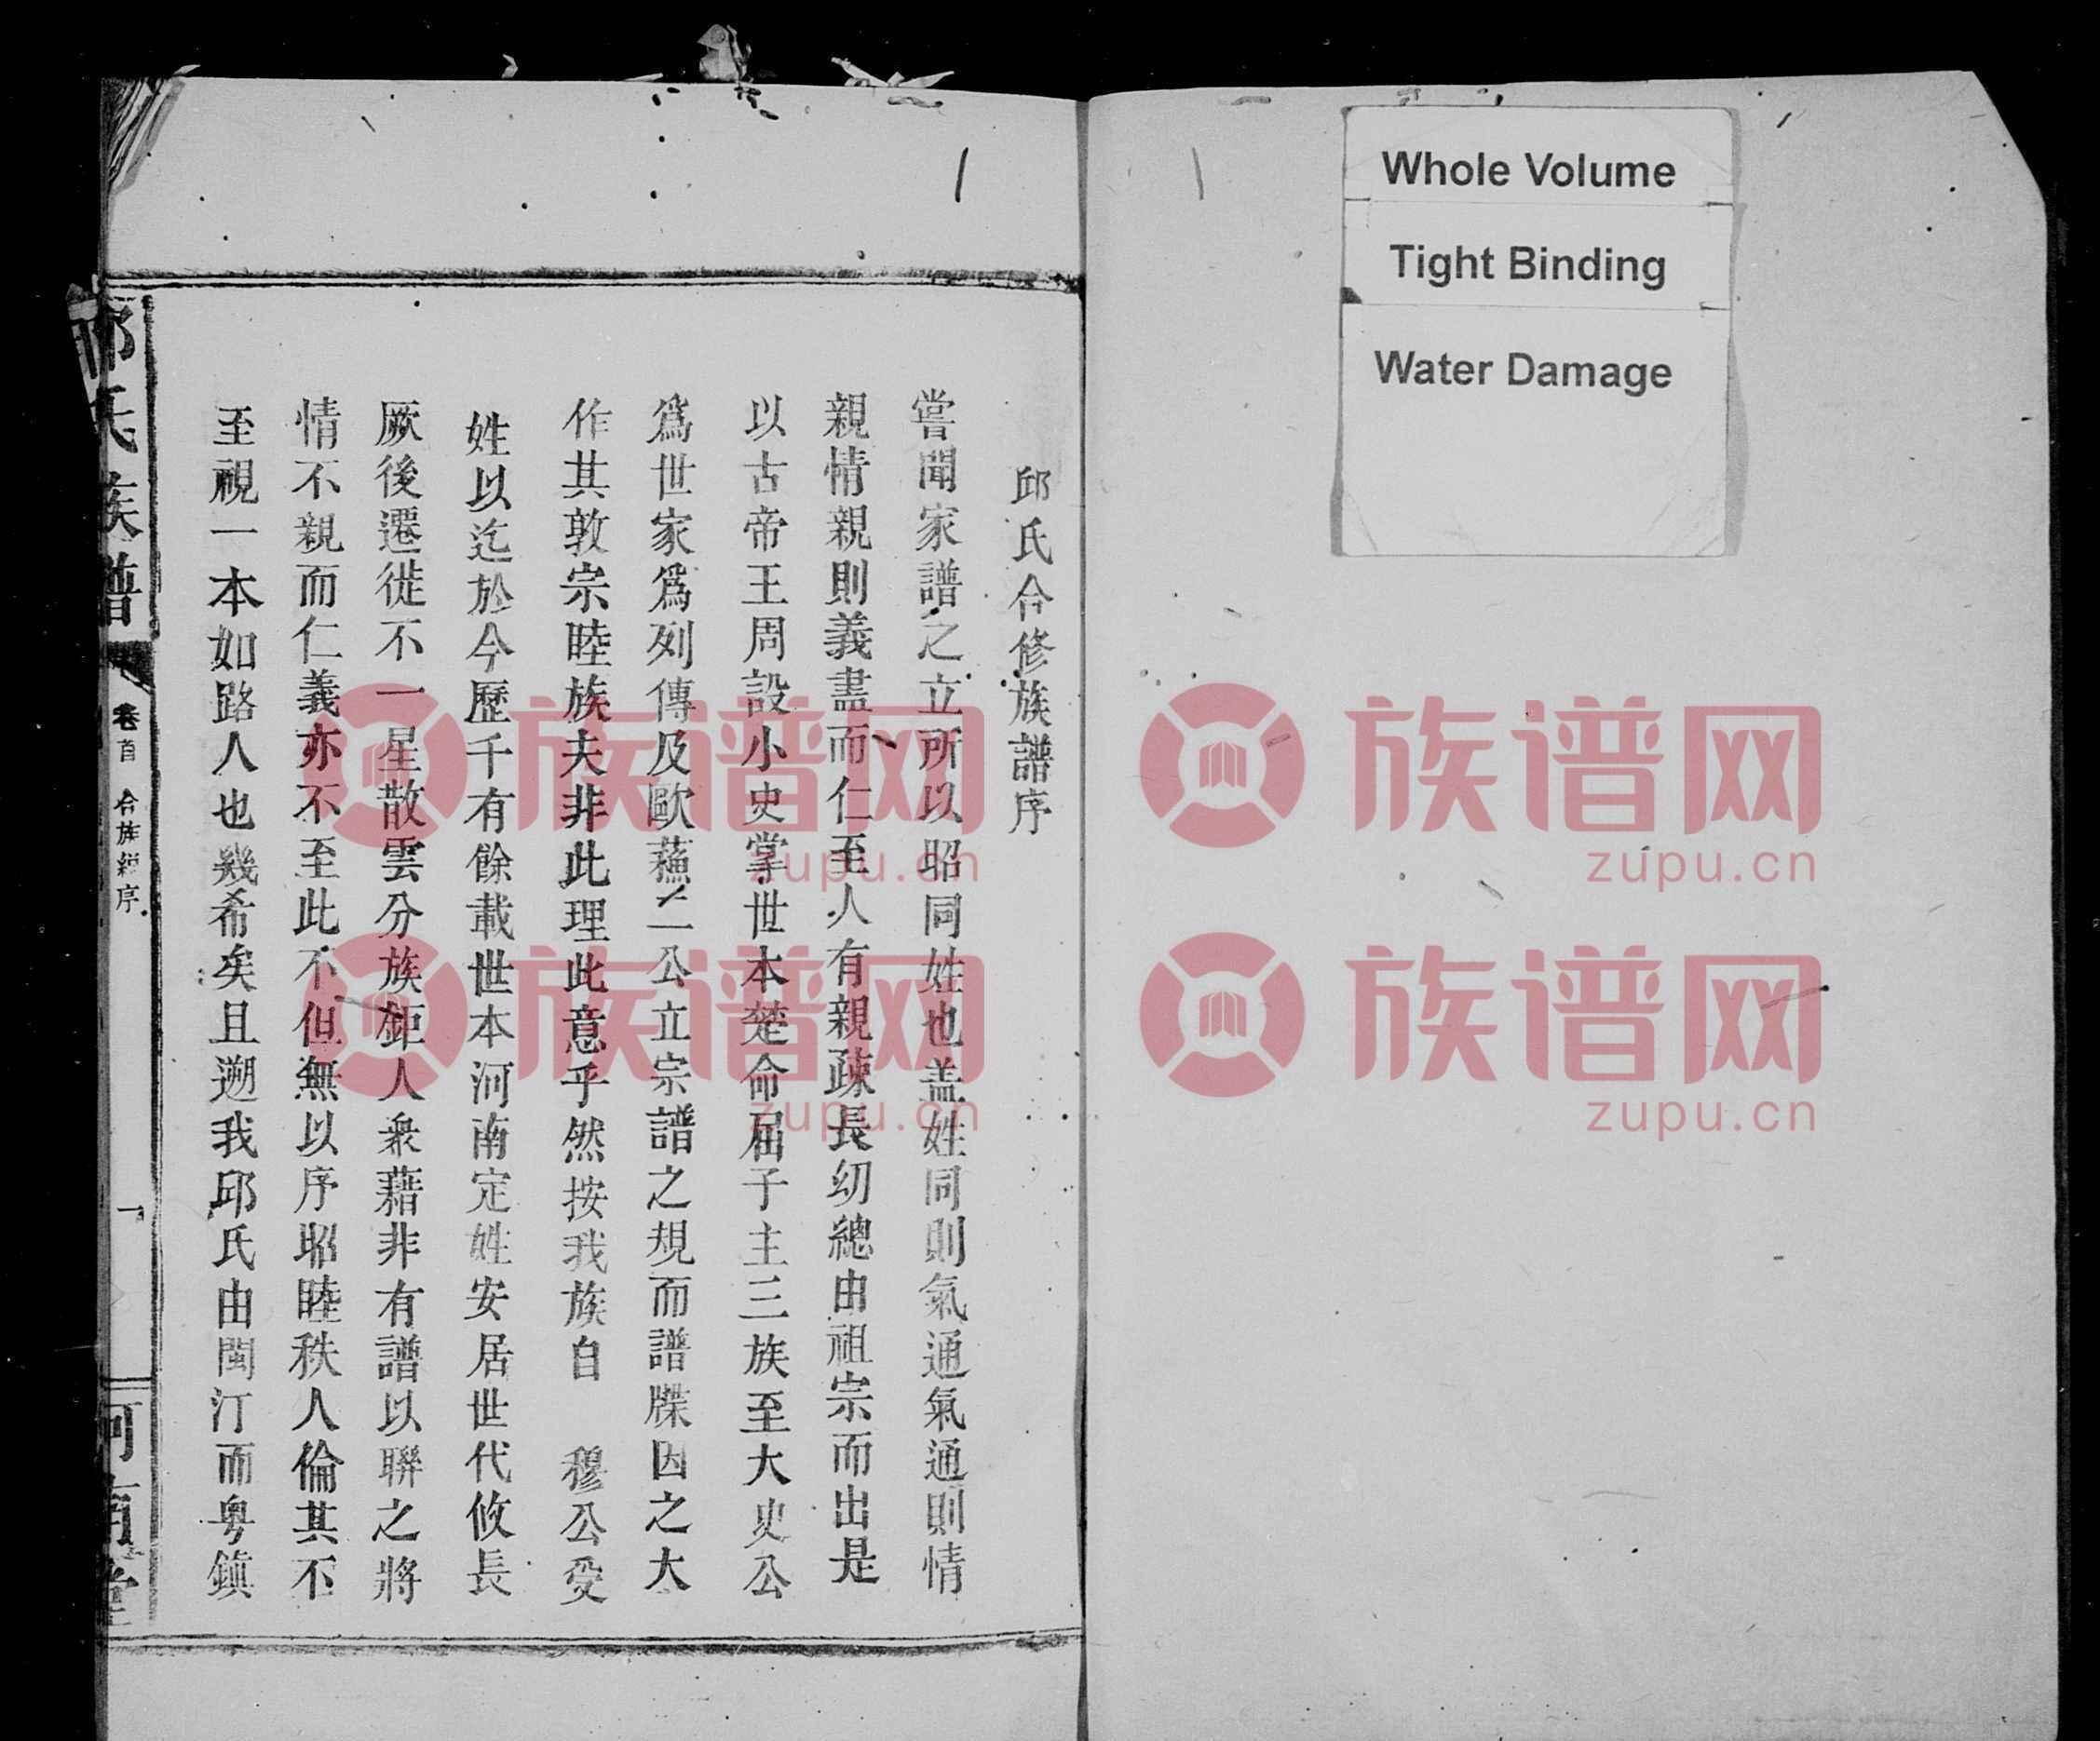 Whole Volume
Tight Binding
Water Damage
邱氏合修族譜序
嘗聞家譜之立所以昭同姓也盖姓同則氣通氣通則情
親情親則義盡而仁至人有親疎長幼總由祖宗而出是
以古帝王周設小史掌世本楚命屈子主三族至大史公
爲世家爲列傳及歐蘓二公立宗譜之規而譜牒因之大
作其敦宗睦族夫非此理此意乎然按我族自 穆公受
姓以迄於今歷千有餘載世本河南定姓安居世代攸長
厥後遷徙不一星散雲分族鉅人衆藉非有譜以聯之將
情不親而仁義亦不至此不但無以序昭睦秩人倫其不
至視一本如路人也幾希矣且遡我邱氏由閩汀而粤鎮
邱氏族譜
卷首
合族總序
一
河南堂
族谱网
zupu.cn
族谱网
zupu.cn
族谱网
zupu.cn
族谱网
zupu.cn